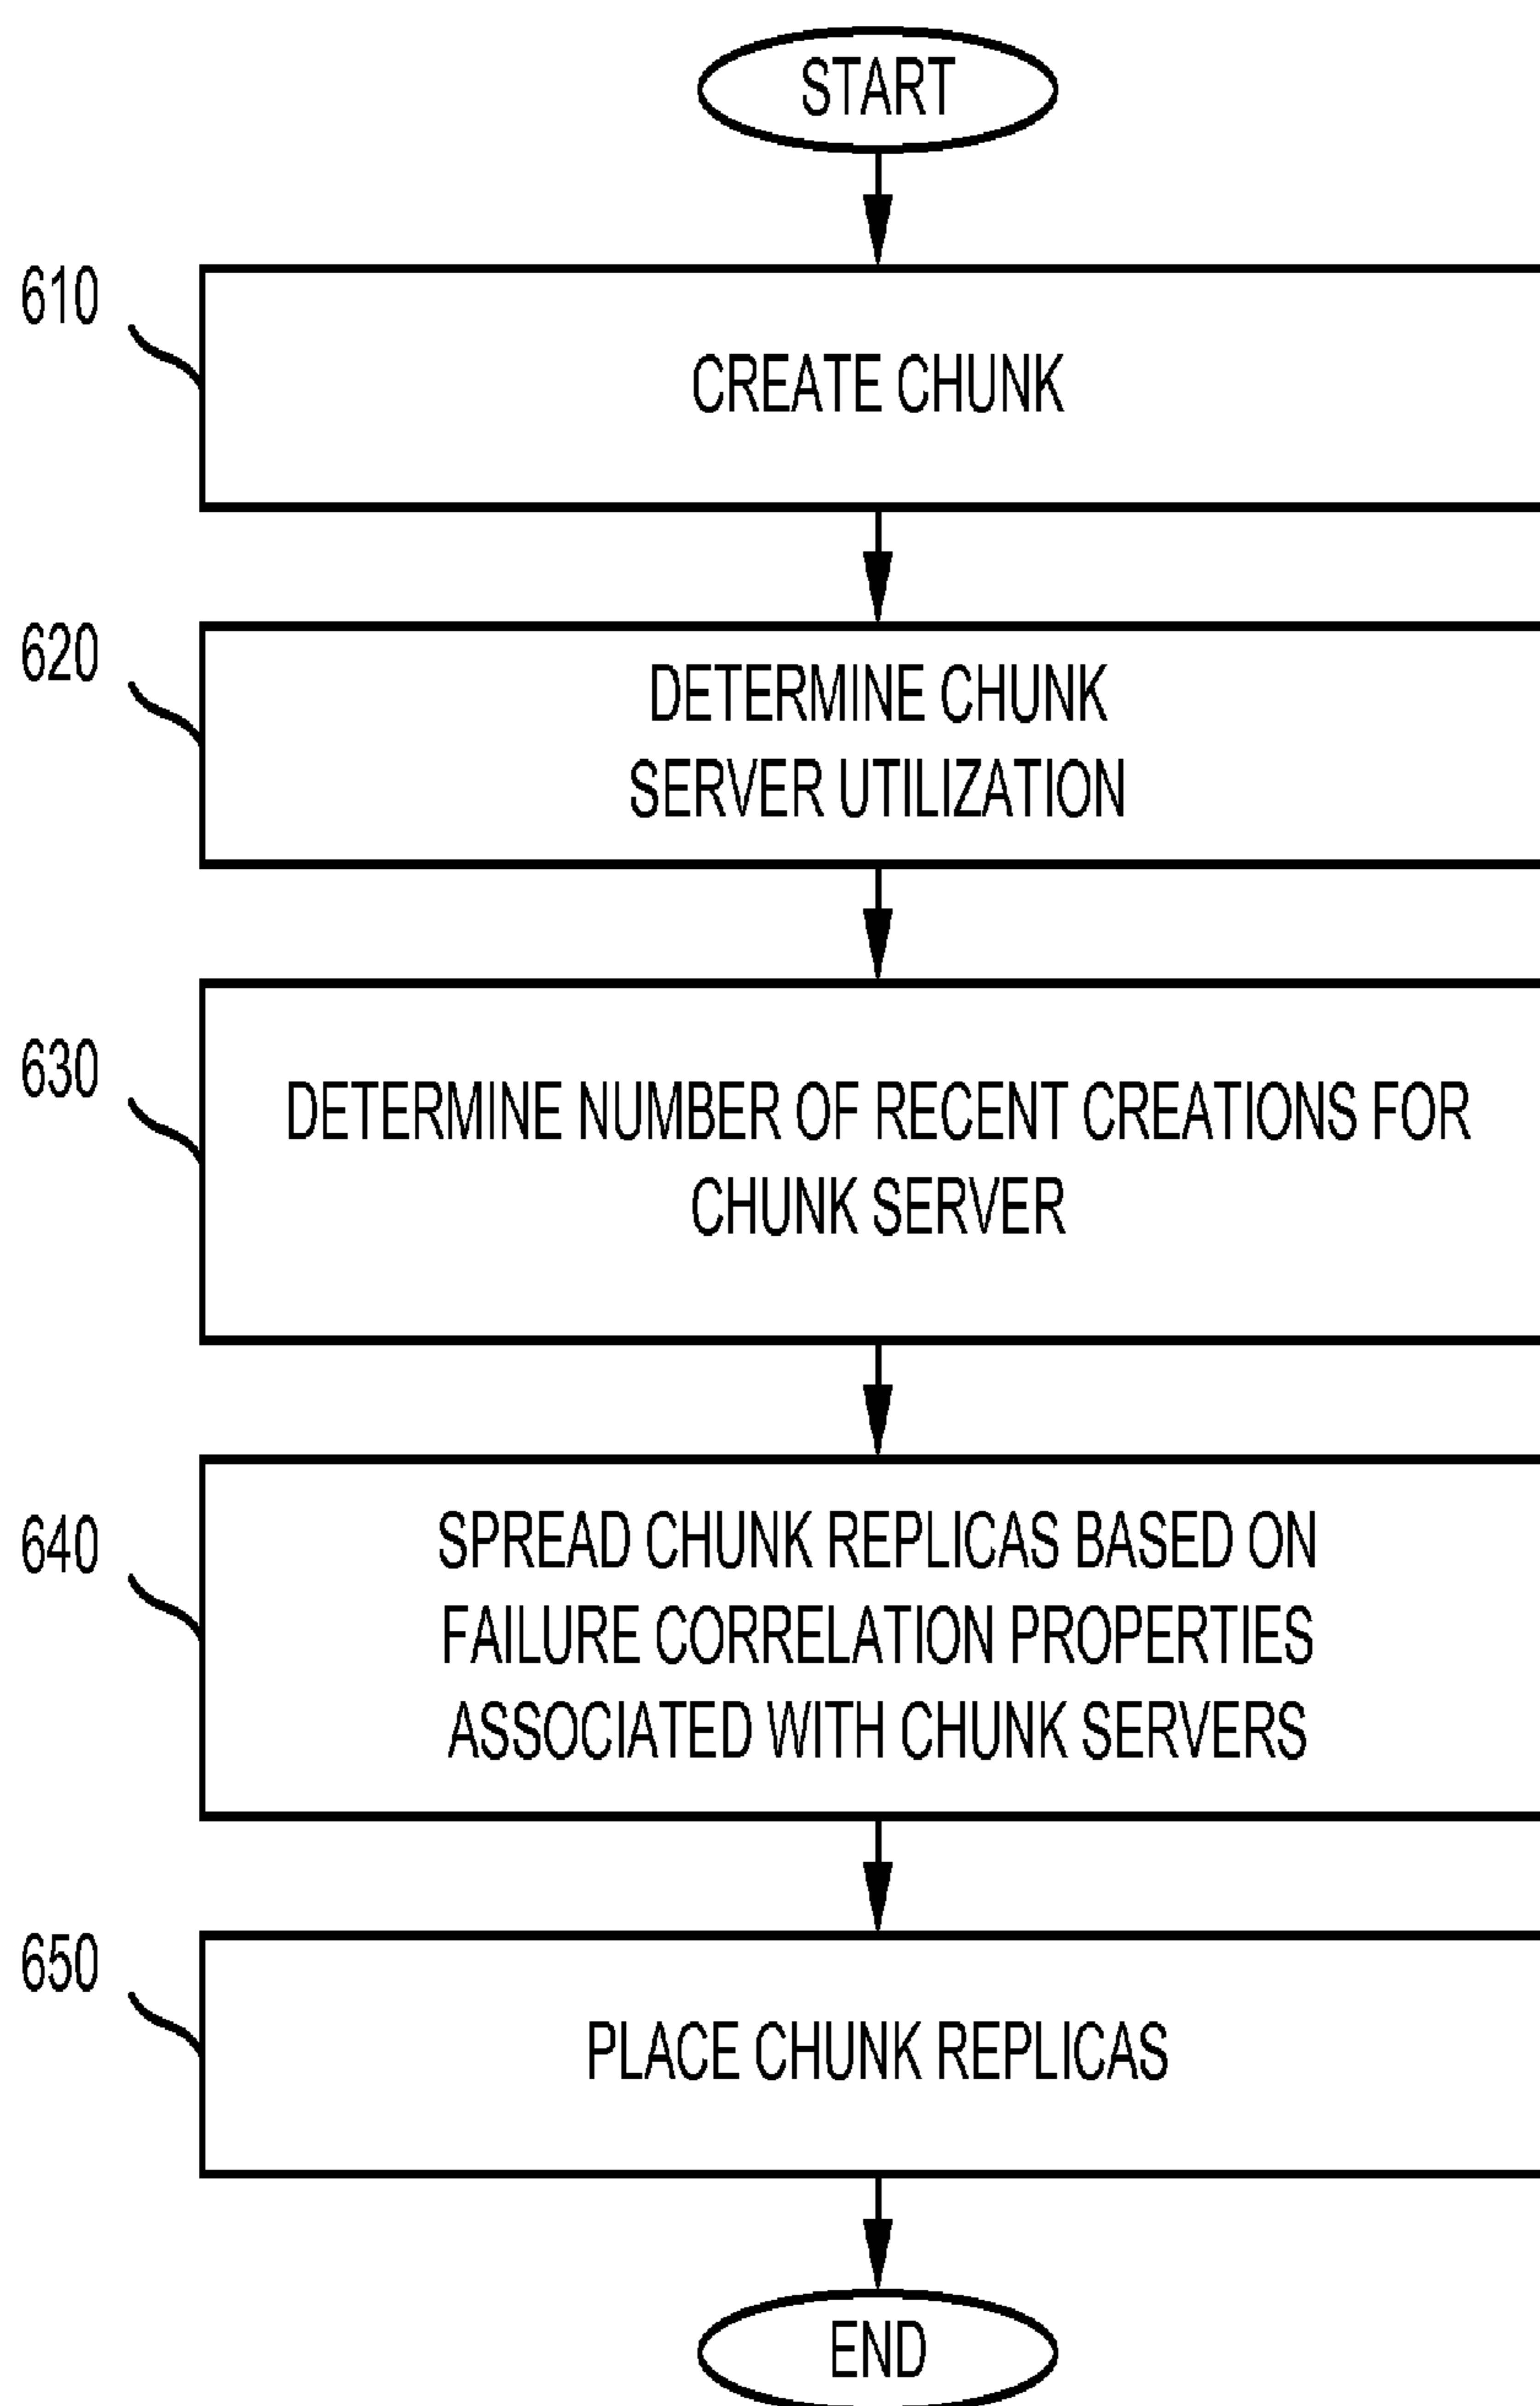 START
610
CREATE CHUNK
620
DETERMINE CHUNK
SERVER UTILIZATION
630
DETERMINE NUMBER OF RECENT CREATIONS FOR
CHUNK SERVER
640
SPREAD CHUNK REPLICAS BASED ON
FAILURE CORRELATION PROPERTIES
ASSOCIATED WITH CHUNK SERVERS
650
PLACE CHUNK REPLICAS
END